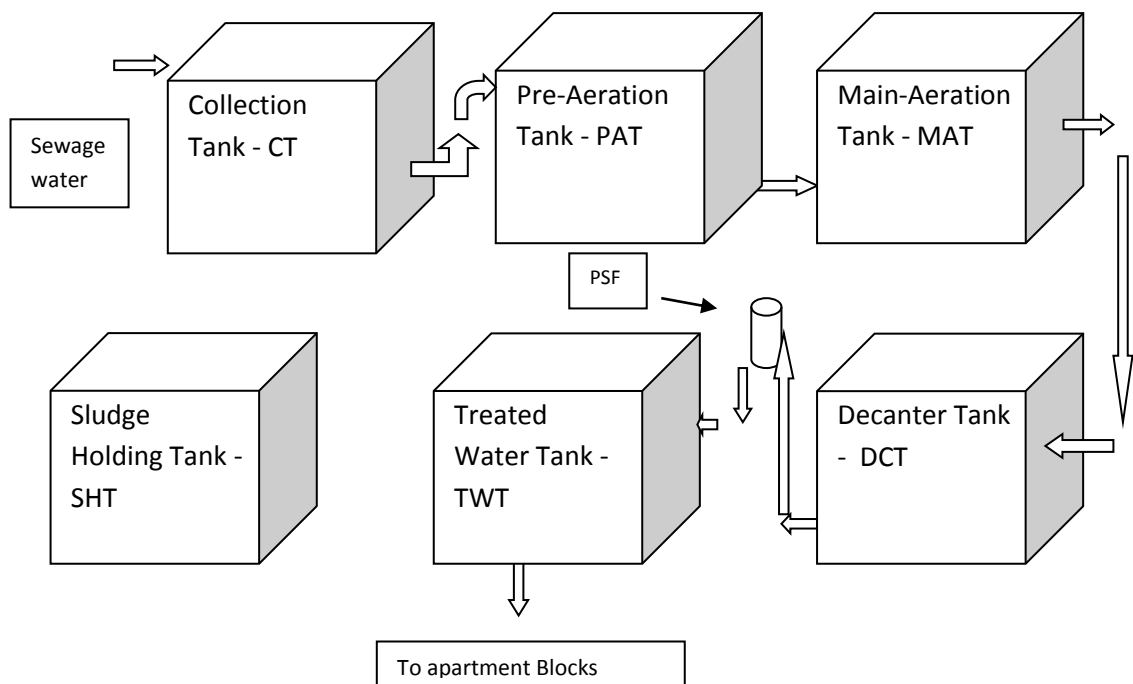 Collection
Tank - CT
Pre-Aeration
Tank - PAT
Main-Aeration
Tank - MAT
Sewage
water
PSF
Sludge
Holding Tank -
SHT
Treated
Water Tank -
TWT
Decanter Tank
- DCT
To apartment Blocks